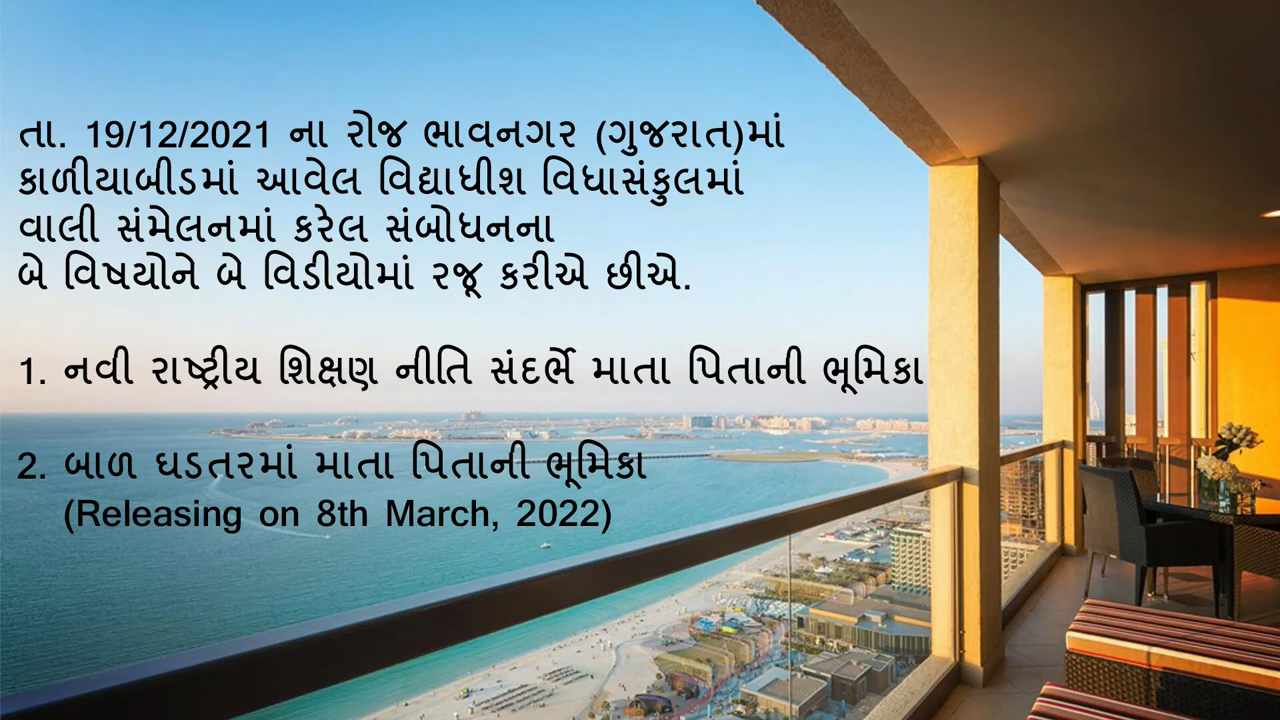 તા. 19/12/2021 ના રોજ ભાવનગર (ગુજરાત)માં
કાળીયાબીડમાં આવેલ વિદ્યાધીશ વિધાસંકુલમાં
વાલી સંમેલનમાં કરેલ સંબોધનના
બે વિષયોને બે વિડીયોમાં રજૂ કરીએ છીએ.
1. નવી રાષ્ટ્રીય શિક્ષણ નીતિ સંદર્ભે માતા પિતાની ભૂમિકા
2. બાળ ઘડતરમાં માતા પિતાની ભૂમિકા
(Releasing on 8th March, 2022)